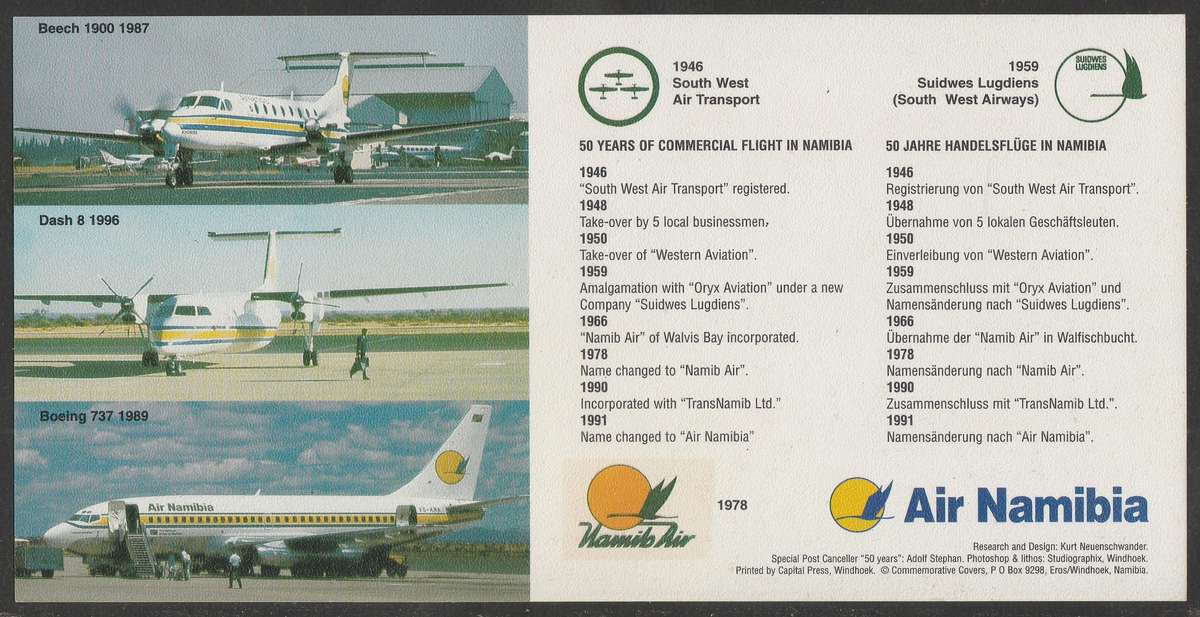 Beech 1900 1987
Dash 8 1996
Boeing 737 1989
Air Namibia
1946
South West
Air Transport
1959
Suidwes Lugdiens
(South West Airways)
SUIDWES
LUGDIENS
50 YEARS OF COMMERCIAL FLIGHT IN NAMIBIA
1946
“South West Air Transport” registered.
1948
Take-over by 5 local businessmen,
1950
Take-over of “Western Aviation”.
1959
Amalgamation with “Oryx Aviation” under a new
Company “Suidwes Lugdiens”.
1966
“Namib Air” of Walvis Bay incorporated.
1978
Name changed to “Namib Air”.
1990
Incorporated with “TransNamib Ltd.”
1991
Name changed to “Air Namibia”
50 JAHRE HANDELSFLÜGE IN NAMIBIA
1946
Registrierung von “South West Air Transport”.
1948
Übernahme von 5 lokalen Geschäftsleuten.
1950
Einverleibung von “Western Aviation”.
1959
Zusammenschluss mit “Oryx Aviation” und
Namensänderung nach “Suidwes Lugdiens”.
1966
Übernahme der “Namib Air” in Walfischbucht.
1978
Namensänderung nach “Namib Air”.
1990
Zusammenschluss mit “TransNamib Ltd.”.
1991
Namensänderung nach “Air Namibia”.
Namib Air
1978
Air Namibia
Research and Design: Kurt Neuenschwander.
Special Post Canceller “50 years”: Adolf Stephan. Photoshop & lithos: Studiographix, Windhoek.
Printed by Capital Press, Windhoek. © Commemorative Covers, P O Box 9298, Eros/Windhoek, Namibia.